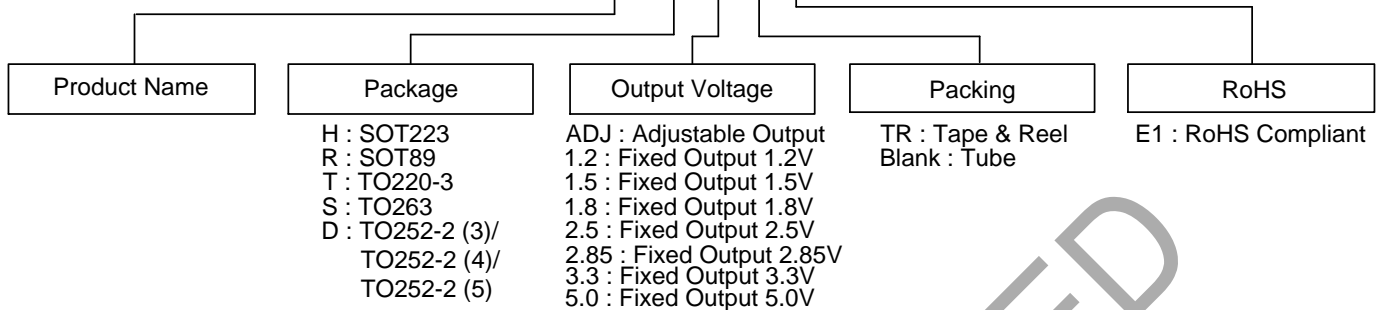 Product Name
Package
Output Voltage
Packing
RoHS
H : SOT223
R : SOT89
T : TO220-3
S : TO263
D : TO252-2 (3)/
TO252-2 (4)/
TO252-2 (5)
ADJ : Adjustable Output
1.2 : Fixed Output 1.2V
1.5 : Fixed Output 1.5V
1.8 : Fixed Output 1.8V
2.5 : Fixed Output 2.5V
2.85 : Fixed Output 2.85V
3.3 : Fixed Output 3.3V
5.0 : Fixed Output 5.0V
TR : Tape & Reel
Blank : Tube
E1 : RoHS Compliant